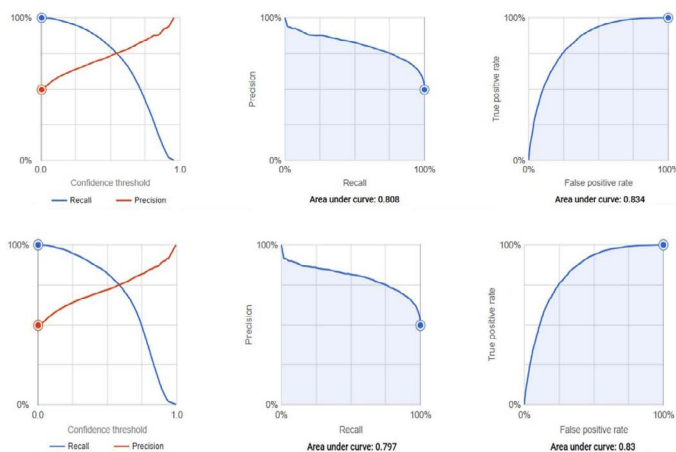 100%
0%
0.0
1.0
Confidence threshold
Recall
Precision
Precision
100%
0%
0%
100%
Recall
Area under curve: 0.808
True positive rate
100%
0%
0%
100%
False positive rate
Area under curve: 0.834
100%
0%
0.0
1.0
Confidence threshold
Recall
Precision
Precision
100%
0%
0%
100%
Recall
Area under curve: 0.797
True positive rate
100%
0%
0%
100%
False positive rate
Area under curve: 0.83